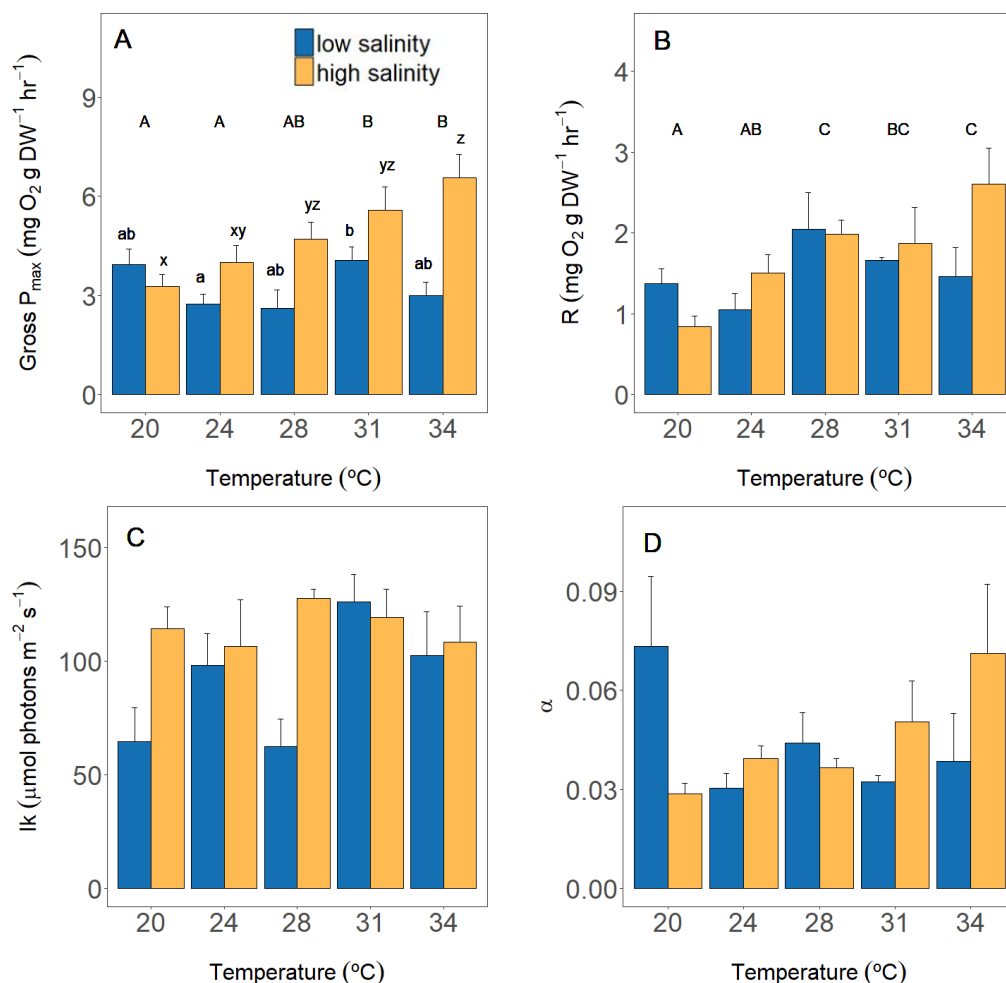 A
low salinity
high salinity
Gross Pmax (mg O2 g DW−1 hr−1)
9
6
3
0
A A AB B B
ab x a xy ab yz b yz ab z
20 24 28 31 34
Temperature (ºC)
B
R (mg O2 g DW−1 hr−1)
4
3
2
1
0
A AB C BC C
20 24 28 31 34
Temperature (ºC)
C
Ik (μmol photons m−2 s−1)
150
100
50
0
20 24 28 31 34
Temperature (ºC)
D
α
0.09
0.06
0.03
0.00
20 24 28 31 34
Temperature (ºC)